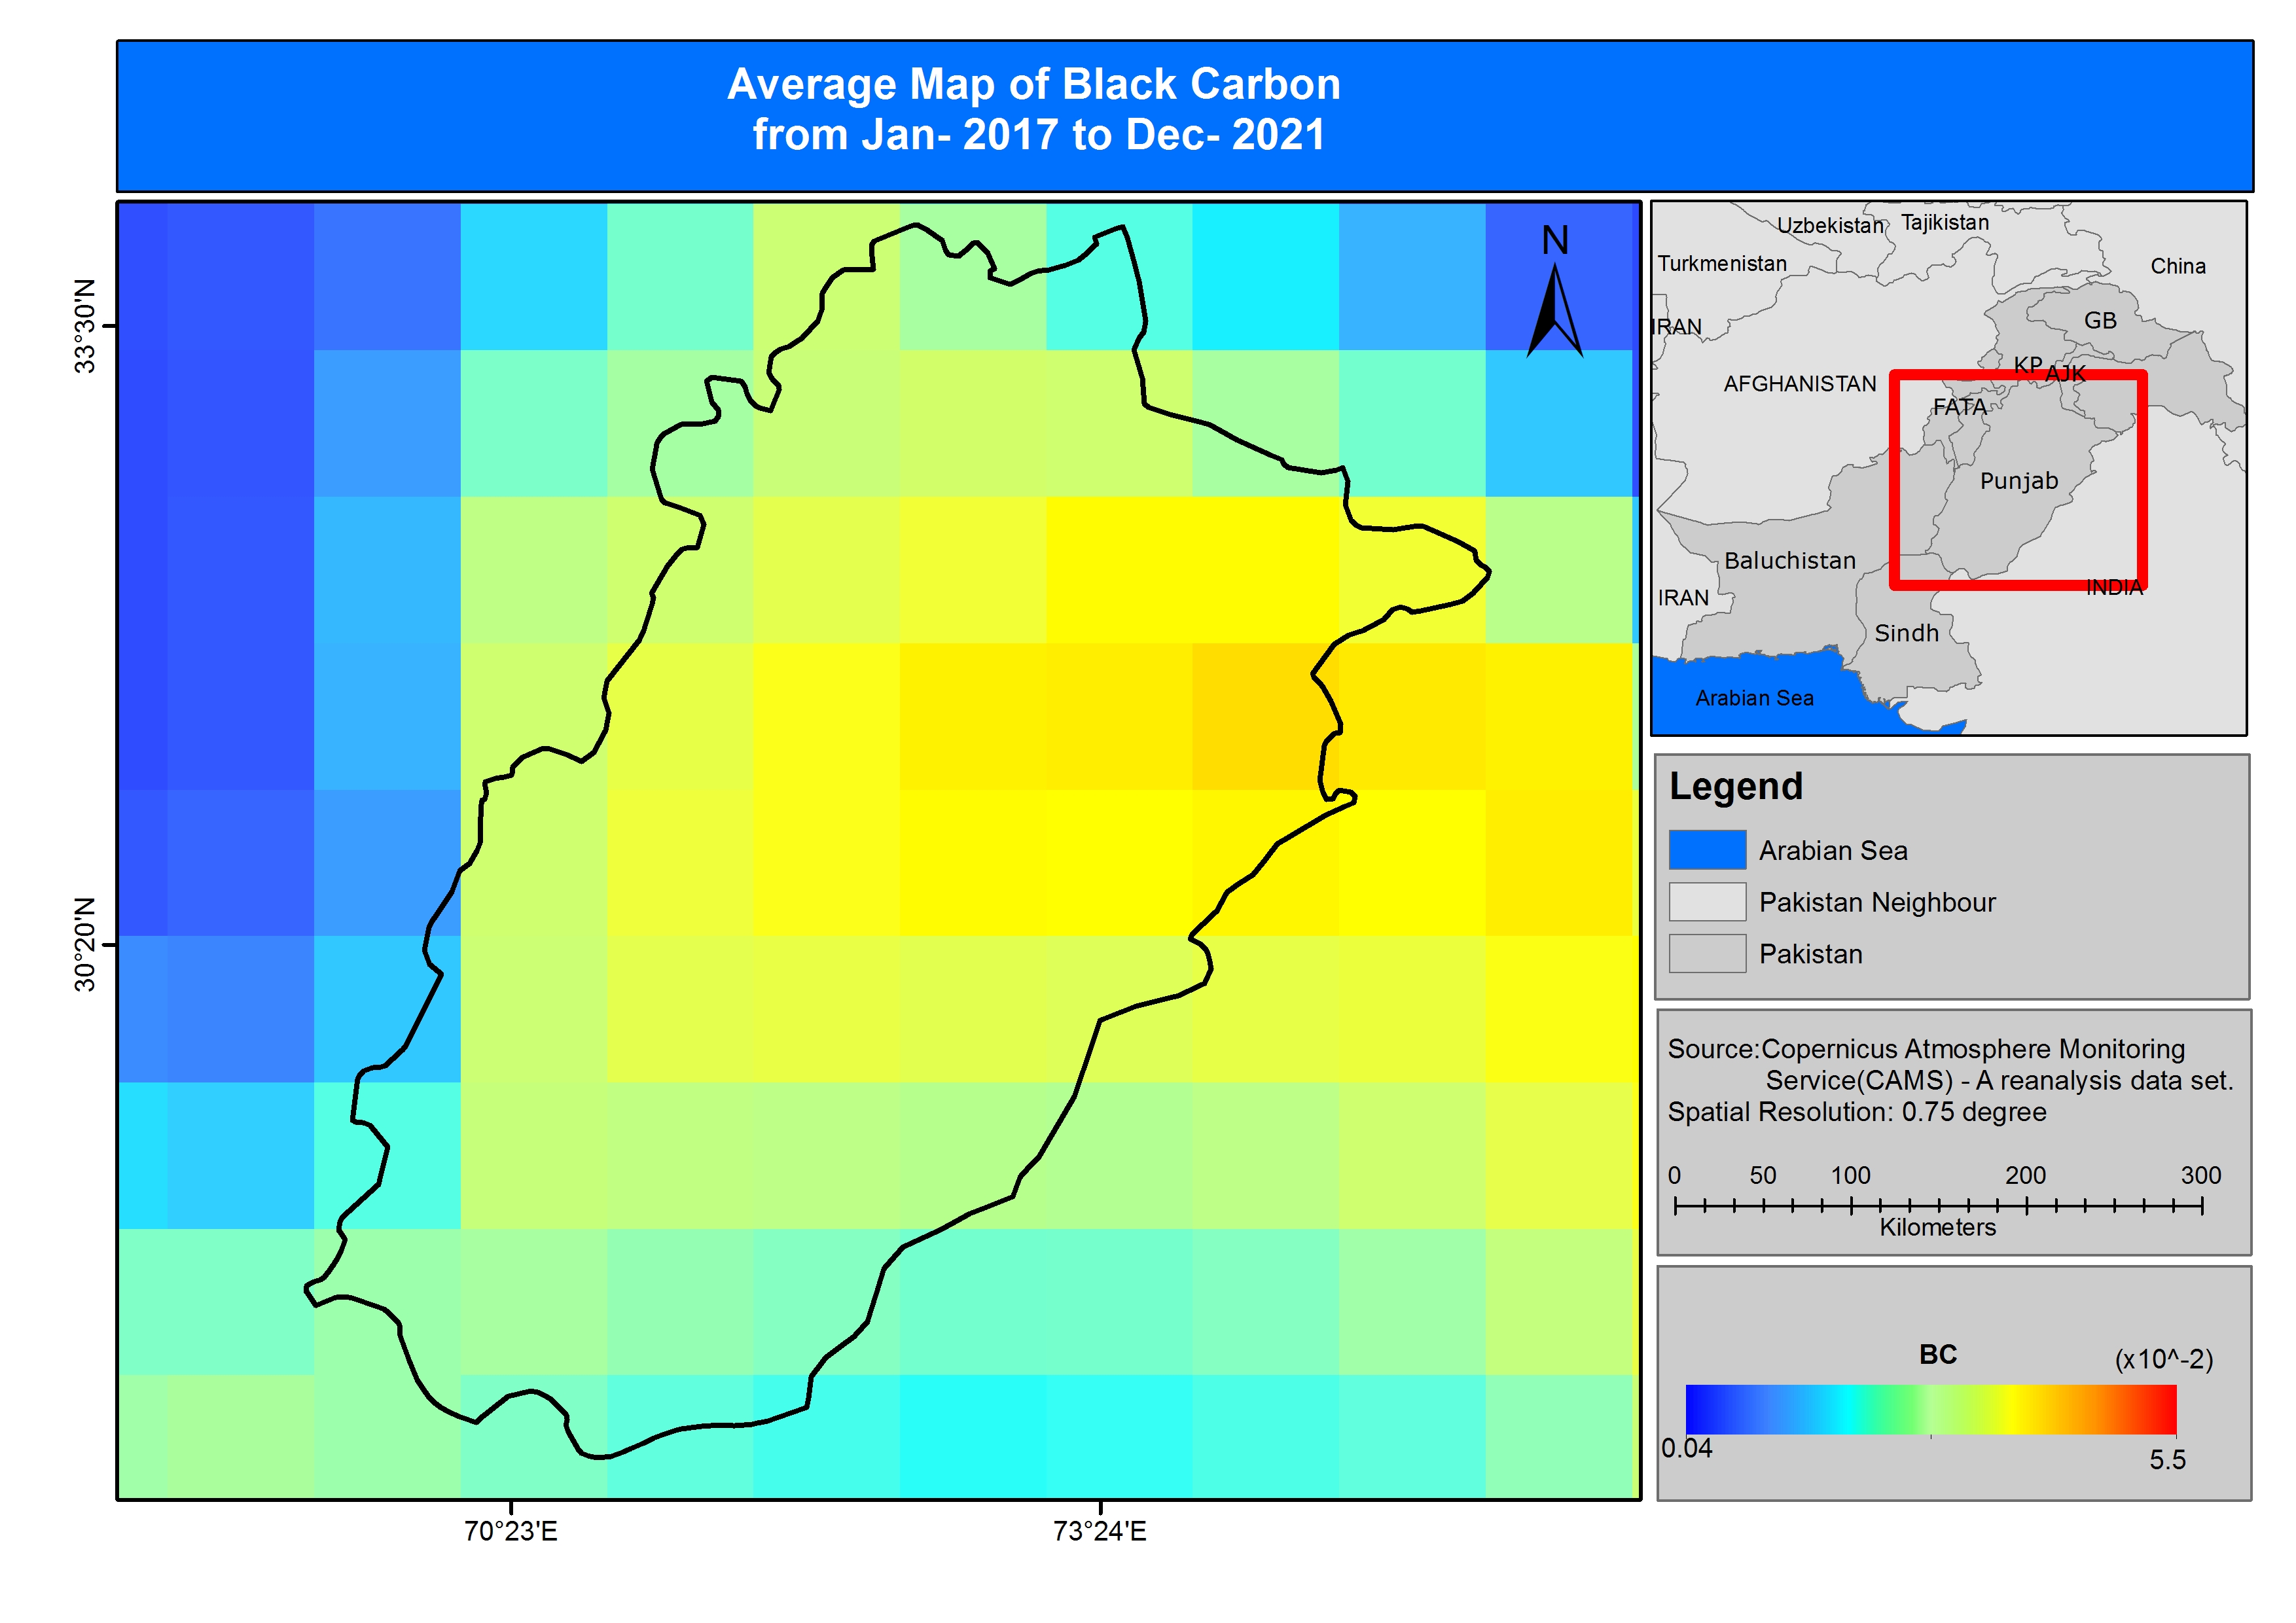 Average Map of Black Carbon
from Jan- 2017 to Dec- 2021
N
33°30'N
30°20'N
70°23'E
73°24'E
Uzbekistan
Tajikistan
Turkmenistan
China
IRAN
GB
KP
AJK
AFGHANISTAN
FATA
Punjab
Baluchistan
INDIA
IRAN
Sindh
Arabian Sea
Legend
Arabian Sea
Pakistan Neighbour
Pakistan
Source:Copernicus Atmosphere Monitoring
Service(CAMS) - A reanalysis data set.
Spatial Resolution: 0.75 degree
0 50 100 200 300
Kilometers
BC (x10^-2)
0.04 5.5